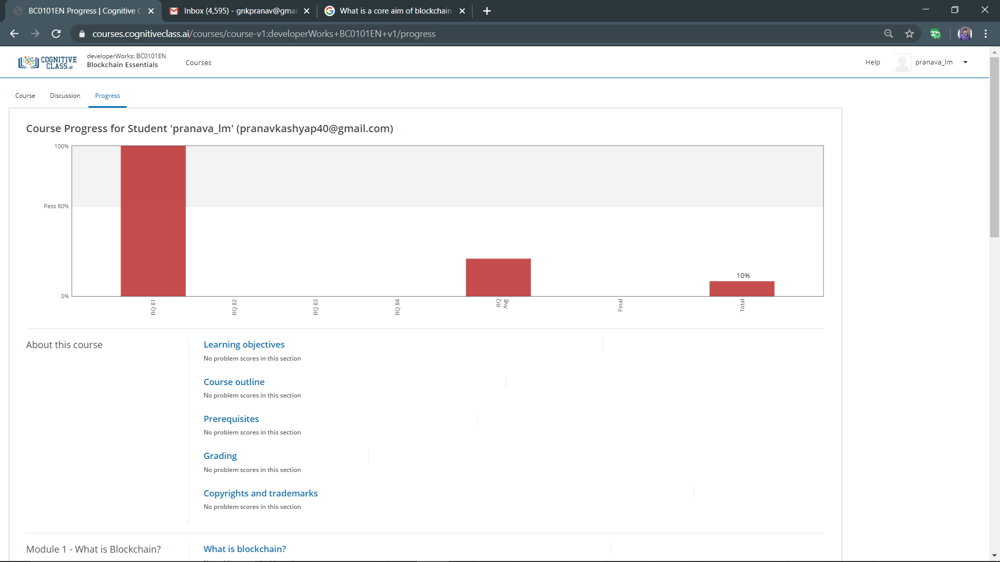 BC0101EN Progress | Cognitive C
Inbox (4,595) - gnkpranav@gmai
What is a core aim of blockchain
courses.cognitiveclass.ai/courses/course-v1:developerWorks+BC0101EN+v1/progress
COGNITIVE
CLASS.ai
developerWorks: BC0101EN
Blockchain Essentials
Courses
Help
pranava_lm
Course
Discussion
Progress
Course Progress for Student 'pranava_lm' (pranavkashyap40@gmail.com)
100%
Pass 60%
0%
10%
RQ 01
RQ 02
RQ 03
RQ 04
RQ
Avg
Final
Total
About this course
Learning objectives
No problem scores in this section
Course outline
No problem scores in this section
Prerequisites
No problem scores in this section
Grading
No problem scores in this section
Copyrights and trademarks
No problem scores in this section
Module 1 - What is Blockchain?
What is blockchain?